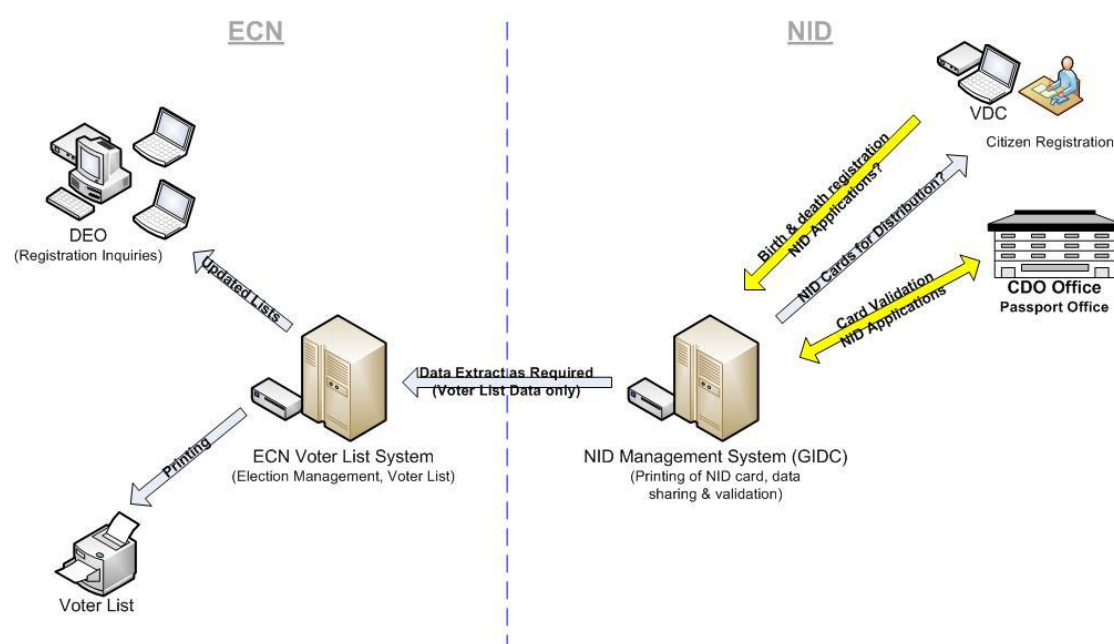 ECN
NID
VDC
Citizen Registration
Birth & death registration
NID Applications?
NID Cards for Distribution?
DEO
(Registration Inquiries)
Updated Lists
CDO Office
Passport Office
Card Validation
NID Applications
Data Extract as Required
(Voter List Data only)
ECN Voter List System
(Election Management, Voter List)
NID Management System (GIDC)
(Printing of NID card, data
sharing & validation)
Printing
Voter List